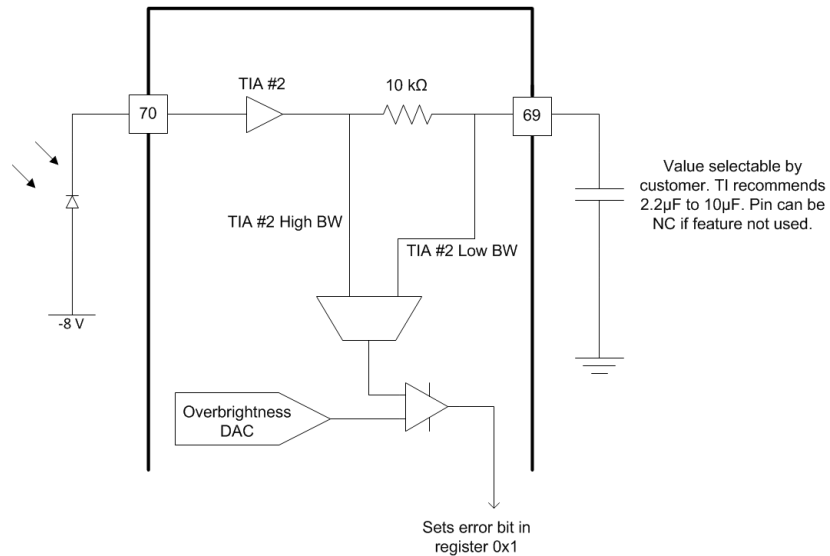 TIA #2
10 kΩ
70
69
Value selectable by
customer. TI recommends
2.2µF to 10µF. Pin can be
NC if feature not used.
TIA #2 High BW
TIA #2 Low BW
-8 V
Overbrightness
DAC
Sets error bit in
register 0x1